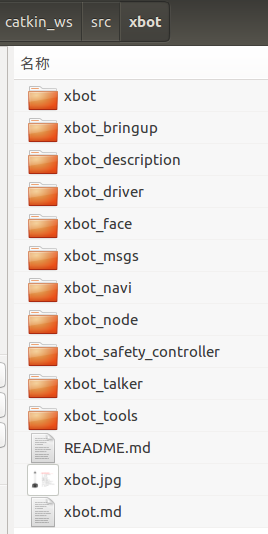 catkin_ws src xbot
名称
xbot
xbot_bringup
xbot_description
xbot_driver
xbot_face
xbot_msgs
xbot_navi
xbot_node
xbot_safety_controller
xbot_talker
xbot_tools
README.md
xbot.jpg
xbot.md